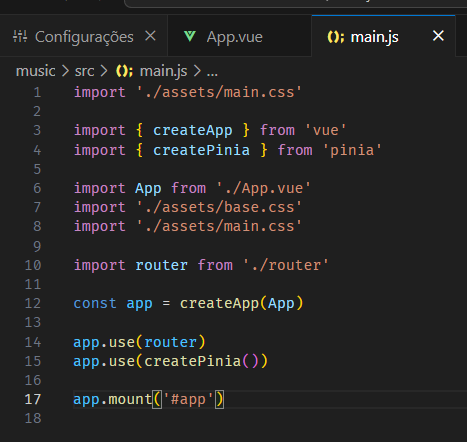 Configurações
App.vue
main.js
music > src > main.js > ...
1 import './assets/main.css'
2
3 import { createApp } from 'vue'
4 import { createPinia } from 'pinia'
5
6 import App from './App.vue'
7 import './assets/base.css'
8 import './assets/main.css'
9
10 import router from './router'
11
12 const app = createApp(App)
13
14 app.use(router)
15 app.use(createPinia())
16
17 app.mount('#app')
18